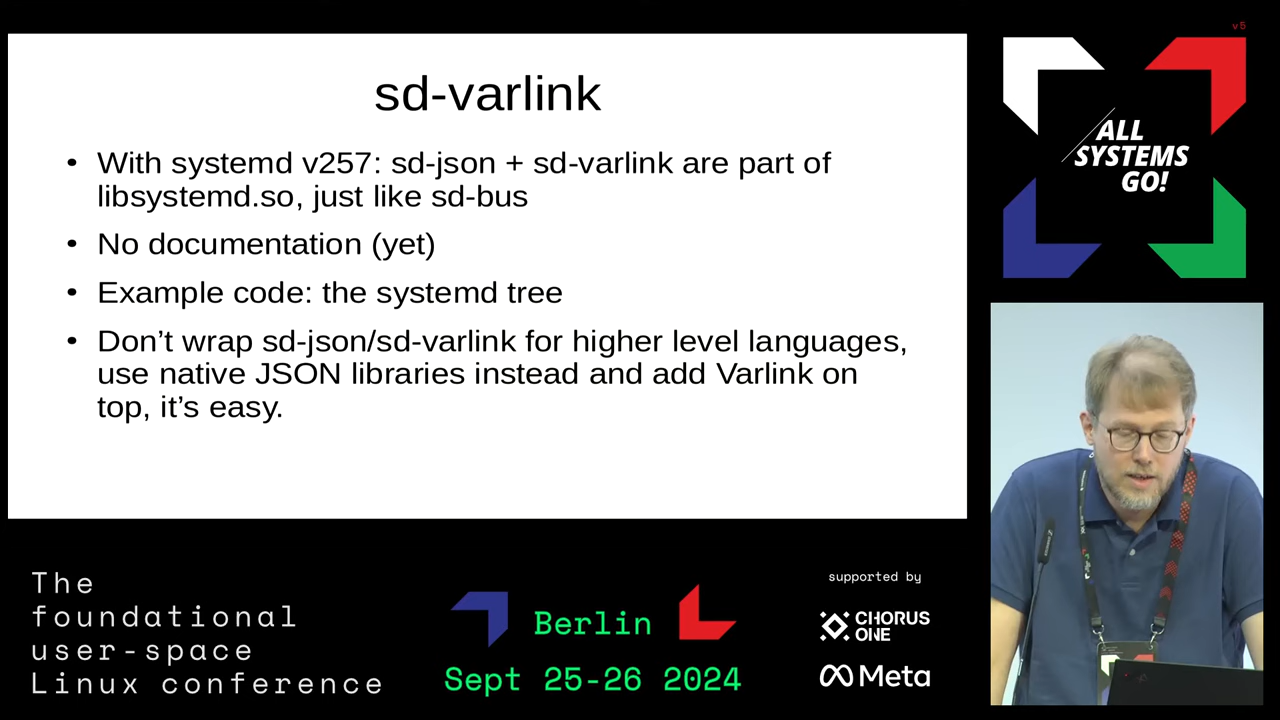 sd-varlink
• With systemd v257: sd-json + sd-varlink are part of
libsystemd.so, just like sd-bus
• No documentation (yet)
• Example code: the systemd tree
• Don’t wrap sd-json/sd-varlink for higher level languages,
use native JSON libraries instead and add Varlink on
top, it’s easy.
v5
ALL
SYSTEMS
GO!
The
foundational
user-space
Linux conference
Berlin
Sept 25-26 2024
supported by
CHORUS
ONE
Meta